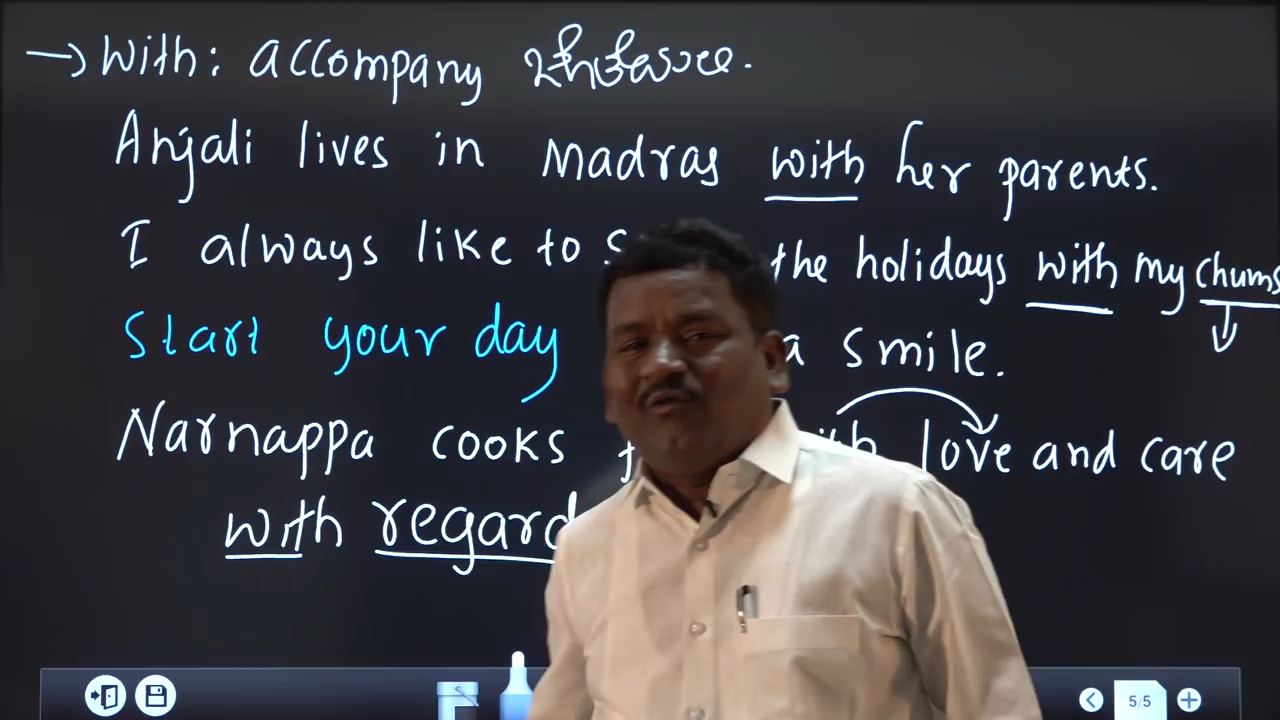 → With: accompany
Anjali lives in Madras with her parents.
I always like to the holidays with my chums
Start your day a smile.
Narnappa cooks love and care
with regard
5/5